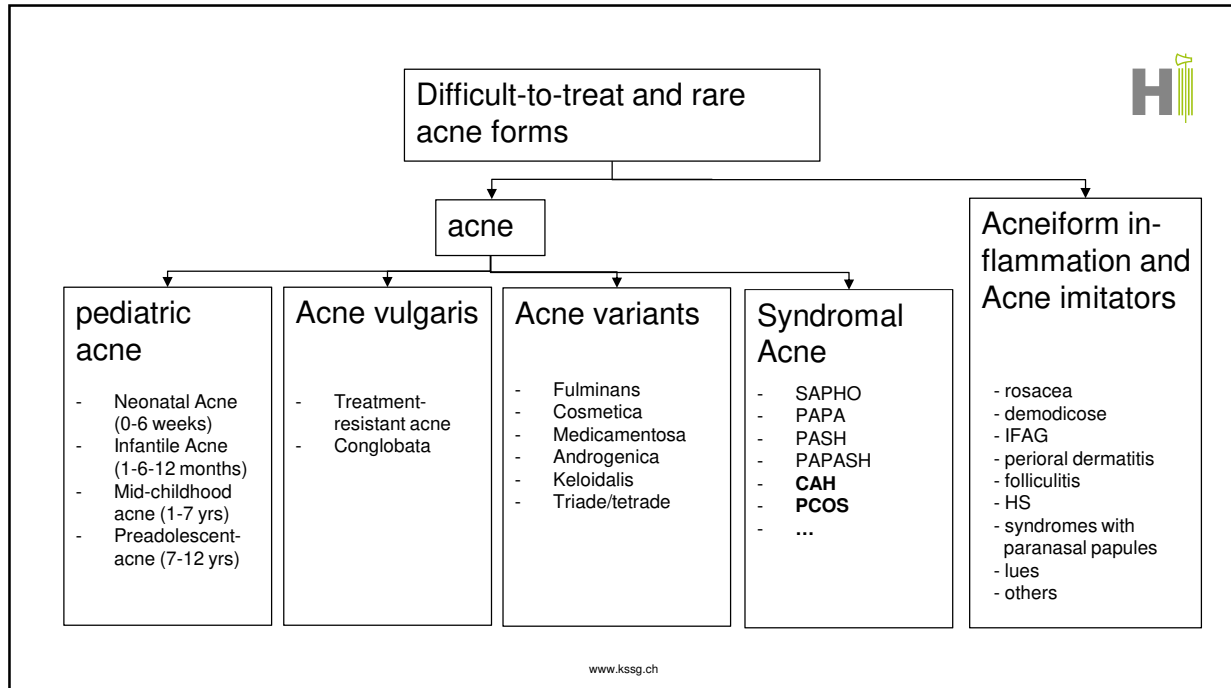 Difficult-to-treat and rare
acne forms
Hi
acne
Acneiform in-
flammation and
Acne imitators
- rosacea
- demodicose
- IFAG
- perioral dermatitis
- folliculitis
- HS
- syndromes with
paranasal papules
- lues
- others
pediatric
acne
- Neonatal Acne
(0-6 weeks)
- Infantile Acne
(1-6-12 months)
- Mid-childhood
acne (1-7 yrs)
- Preadolescent-
acne (7-12 yrs)
Acne vulgaris
- Treatment-
resistant acne
- Conglobata
Acne variants
- Fulminans
- Cosmetica
- Medicamentosa
- Androgenica
- Keloidalis
- Triade/tetrade
Syndromal
Acne
- SAPHO
- PAPA
- PASH
- PAPASH
- CAH
- PCOS
- ...
www.kssg.ch